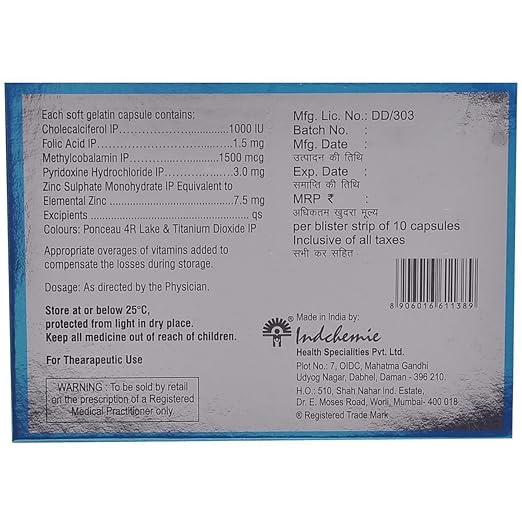 Each soft gelatin capsule contains:
Cholecalciferol IP.......................... 1000 IU
Folic Acid IP.................................. 1.5 mg
Methylcobalamin IP....................1500 mcg
Pyridoxine Hydrochloride IP............3.0 mg
Zinc Sulphate Monohydrate IP Equivalent to
Elemental Zinc ...............................7.5 mg
Excipients ........................................ qs
Colours: Ponceau 4R Lake & Titanium Dioxide IP
Appropriate overages of vitamins added to
compensate the losses during storage.
Dosage: As directed by the Physician.
Store at or below 25°C,
protected from light in dry place.
Keep all medicine out of reach of children.
For Thearapeutic Use
WARNING : To be sold by retail
on the prescription of a Registered
Medical Practitioner only.
Mfg. Lic. No.: DD/303
Batch No. :
Mfg. Date :
उत्पादन की तिथि
Exp. Date :
समाप्ति की तिथि
MRP ₹ :
अधिकतम खुदरा मूल्य
per blister strip of 10 capsules
Inclusive of all taxes
सभी कर सहित
8 906016 611389
Made in India by:
Indchemie
Health Specialities Pvt. Ltd.
Plot No.: 7, OIDC, Mahatma Gandhi
Udyog Nagar, Dabhel, Daman - 396 210.
H.O.: 510, Shah Nahar Ind. Estate
Dr. E. Moses Road, Worli, Mumbai- 400 018
® Registered Trade Mark